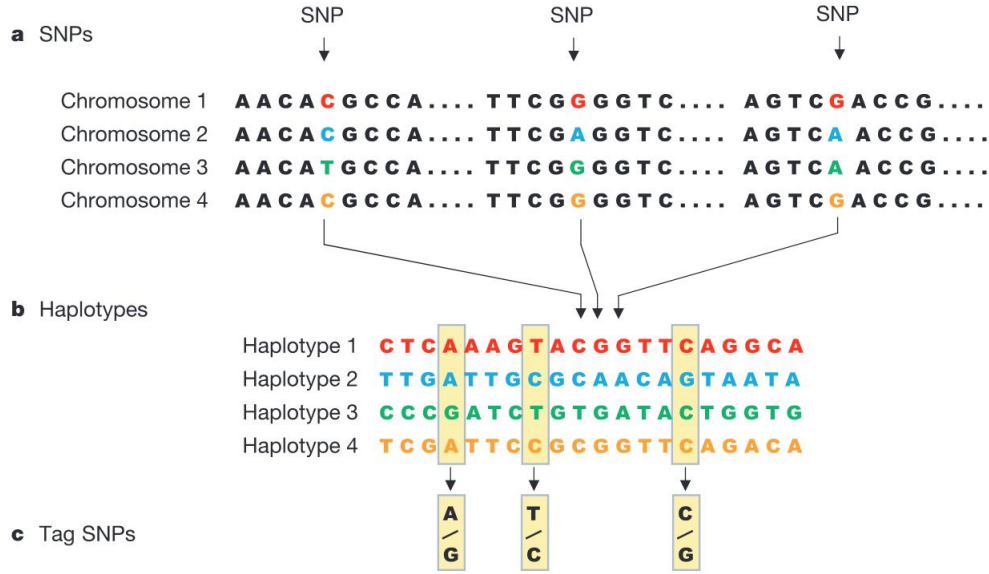 SNP SNP SNP
a SNPs
Chromosome 1 AACACGCCA.... TTCGGGGTC.... AGTCGACCG....
Chromosome 2 AACACGCCA.... TTCGAGGTC.... AGTCAACCG....
Chromosome 3 AACATGCCA.... TTCGGGGTC.... AGTCAACCG....
Chromosome 4 AACACGCCA.... TTCGGGGTC.... AGTCGACCG....
b Haplotypes
Haplotype 1 CTCAAAGTACGGTTCAGGCA
Haplotype 2 TTGATTGCGCAACAGTAATA
Haplotype 3 CCCGATCTGTGATACTGGTG
Haplotype 4 TCGATTCCGCGGTTCAGACA
c Tag SNPs
A/G T/C C/G